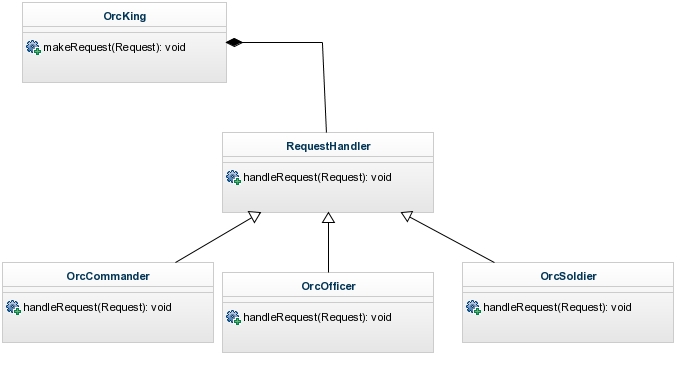 OrcKing
makeRequest(Request): void
RequestHandler
handleRequest(Request): void
OrcCommander
handleRequest(Request): void
OrcOfficer
handleRequest(Request): void
OrcSoldier
handleRequest(Request): void